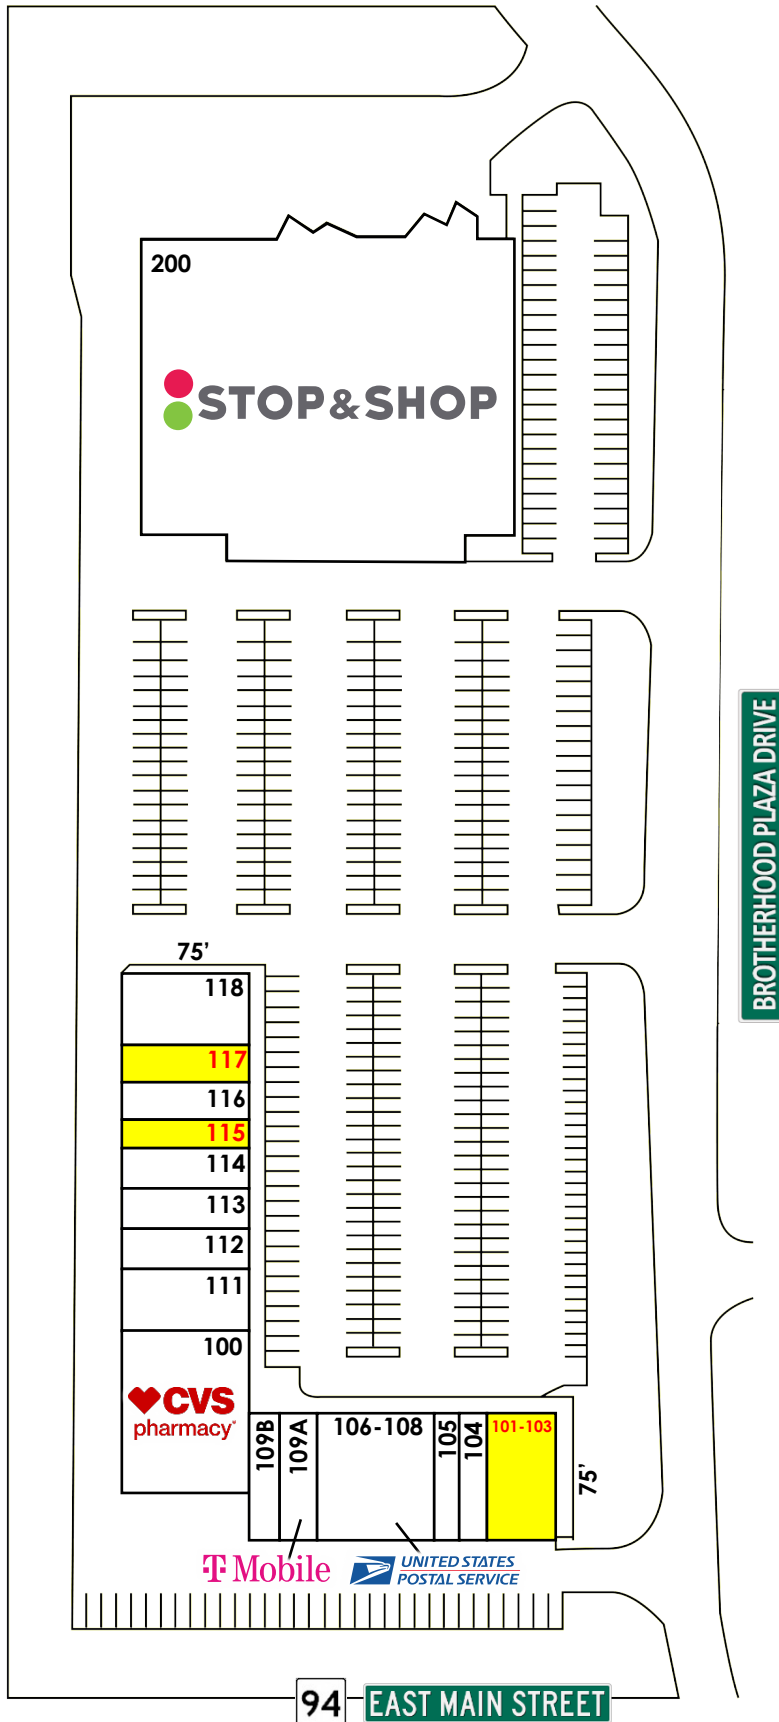 200
STOP&SHOP
BROTHERHOOD PLAZA DRIVE
75'
118
117
116
115
114
113
112
111
100
CVS
pharmacy
109B
109A
106-108
105
104
101-103
75'
T Mobile
UNITED STATES
POSTAL SERVICE
94
EAST MAIN STREET